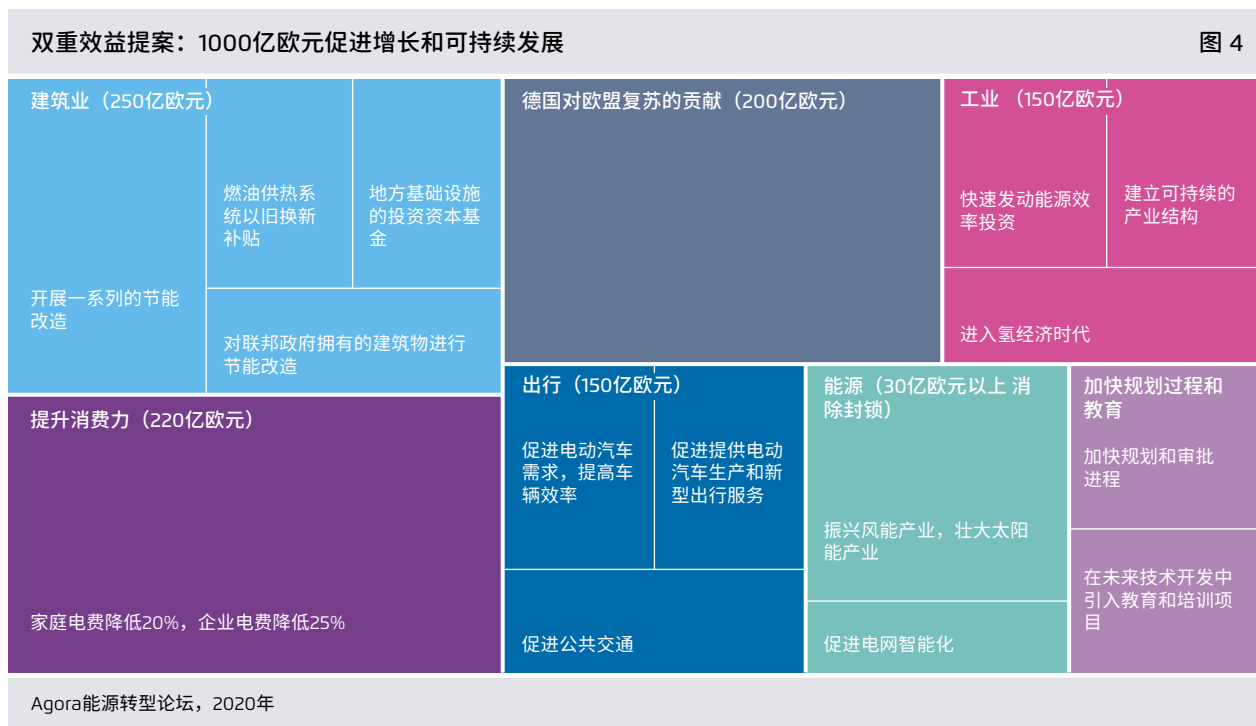 双重效益提案：1000亿欧元促进增长和可持续发展
图 4
建筑业（250亿欧元）
开展一系列的节能
改造
燃油供热系
统以旧换新
补贴
地方基础设施
的投资资本基
金
对联邦政府拥有的建筑物进行
节能改造
提升消费力（220亿欧元）
家庭电费降低20%，企业电费降低25%
德国对欧盟复苏的贡献（200亿欧元）
工业 （150亿欧元）
快速发动能源效
率投资
建立可持续的
产业结构
进入氢经济时代
出行（150亿欧元）
促进电动汽车
需求，提高车
辆效率
促进提供电动
汽车生产和新
型出行服务
促进公共交通
能源（30亿欧元以上 消
除封锁）
振兴风能产业，壮大太阳
能产业
促进电网智能化
加快规划过程和
教育
加快规划和审批
进程
在未来技术开发中
引入教育和培训项
目
Agora能源转型论坛，2020年